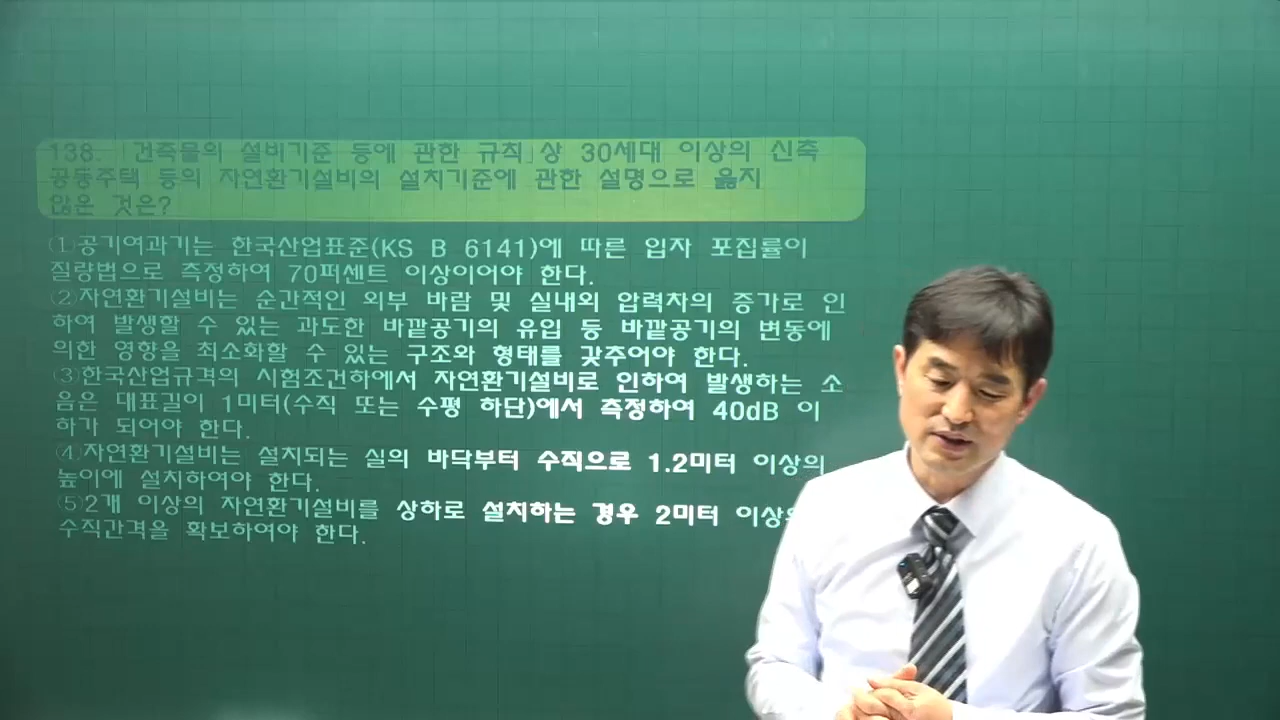 138. 「건축물의 설비기준 등에 관한 규칙」상 30세대 이상의 신축
공동주택 등의 자연환기설비의 설치기준에 관한 설명으로 옳지
않은 것은?
①공기여과기는 한국산업표준(KS B 6141)에 따른 입자 포집률이
질량법으로 측정하여 70퍼센트 이상이어야 한다.
②자연환기설비는 순간적인 외부 바람 및 실내외 압력차의 증가로 인
하여 발생할 수 있는 과도한 바깥공기의 유입 등 바깥공기의 변동에
의한 영향을 최소화할 수 있는 구조와 형태를 갖추어야 한다.
③한국산업규격의 시험조건하에서 자연환기설비로 인하여 발생하는 소
음은 대표길이 1미터(수직 또는 수평 하단)에서 측정하여 40dB 이
하가 되어야 한다.
④자연환기설비는 설치되는 실의 바닥부터 수직으로 1.2미터 이상의
높이에 설치하여야 한다.
⑤2개 이상의 자연환기설비를 상하로 설치하는 경우 2미터 이상
수직간격을 확보하여야 한다.